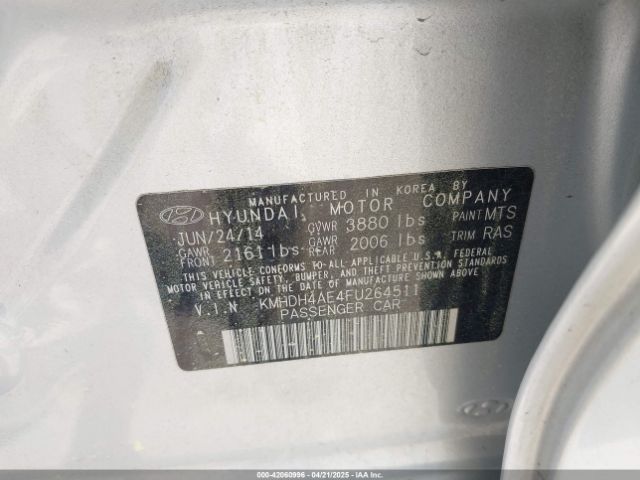 MANUFACTURED IN KOREA BY
HYUNDAI MOTOR COMPANY
JUN/24/14 GVWR 3880 lbs PAINT MTS
GAWR FRONT 2161 lbs GAWR REAR 2006 lbs TRIM RAS
THIS VEHICLE CONFORMS TO ALL APPLICABLE U.S. FEDERAL
MOTOR VEHICLE SAFETY, BUMPER, AND THEFT PREVENTION
STANDARDS IN EFFECT ON THE DATE OF MANUFACTURE SHOWN ABOVE.
V.I.N KMHDH4AE4FU264511
PASSENGER CAR
000-42060996 - 04/21/2025 - IAA Inc.